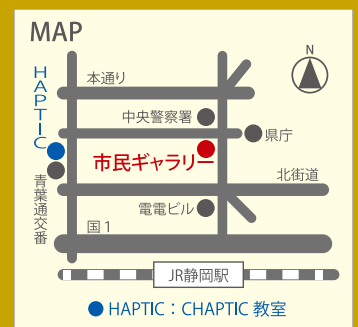 MAP
N
HAPTIC
本通り
中央警察署
県庁
市民ギャラリー
青葉通交番
北街道
電電ビル
国1
JR静岡駅
HAPTIC：CHAPTIC 教室